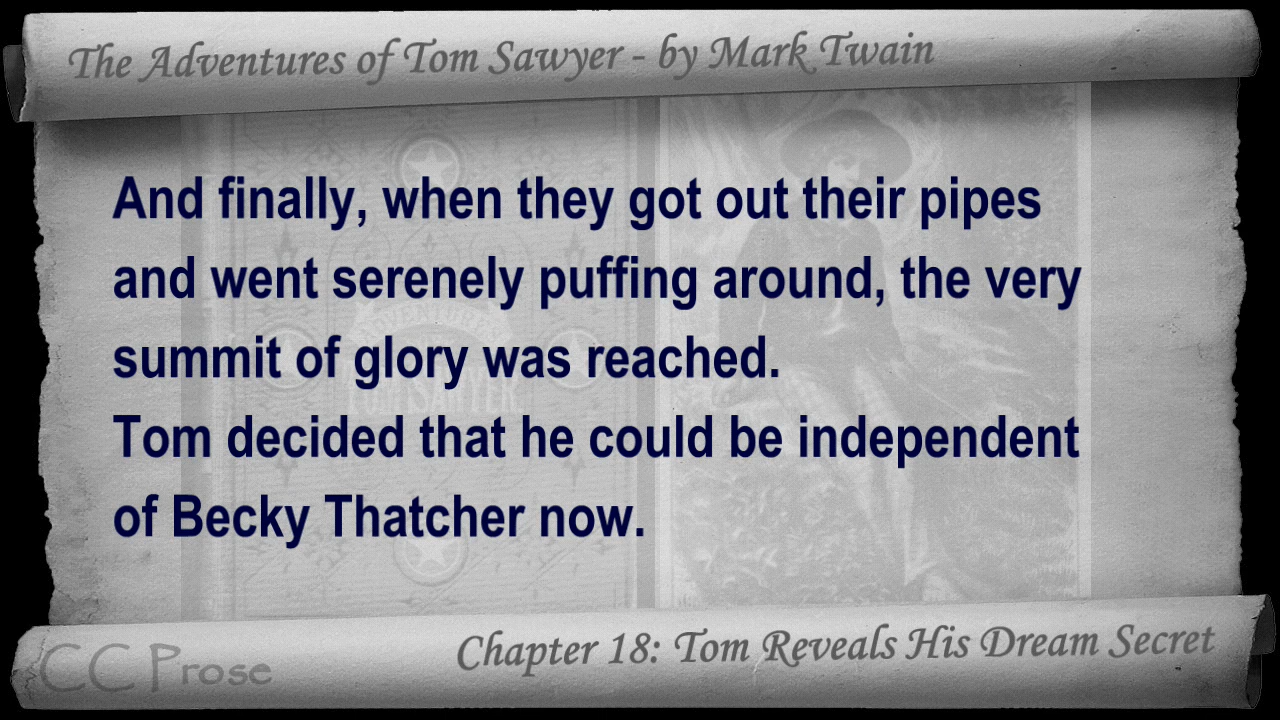 The Adventures of Tom Sawyer - by Mark Twain
And finally, when they got out their pipes
and went serenely puffing around, the very
summit of glory was reached.
Tom decided that he could be independent
of Becky Thatcher now.
CC Prose
Chapter 18: Tom Reveals His Dream Secret